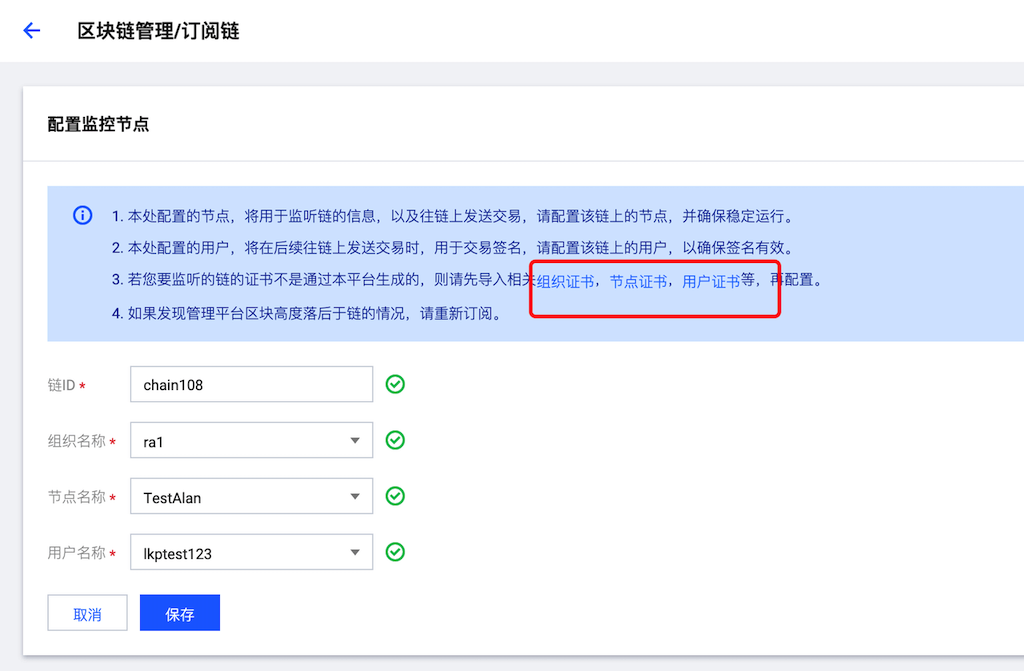 区块链管理/订阅链
配置监控节点
1. 本处配置的节点，将用于监听链的信息，以及往链上发送交易，请配置该链上的节点，并确保稳定运行。
2. 本处配置的用户，将在后续往链上发送交易时，用于交易签名，请配置该链上的用户，以确保签名有效。
3. 若您要监听的链的证书不是通过本平台生成的，则请先导入相关组织证书，节点证书，用户证书等，再配置。
4. 如果发现管理平台区块高度落后于链的情况，请重新订阅。
链ID * chain108
组织名称 * ra1
节点名称 * TestAlan
用户名称 * lkptest123
取消 保存